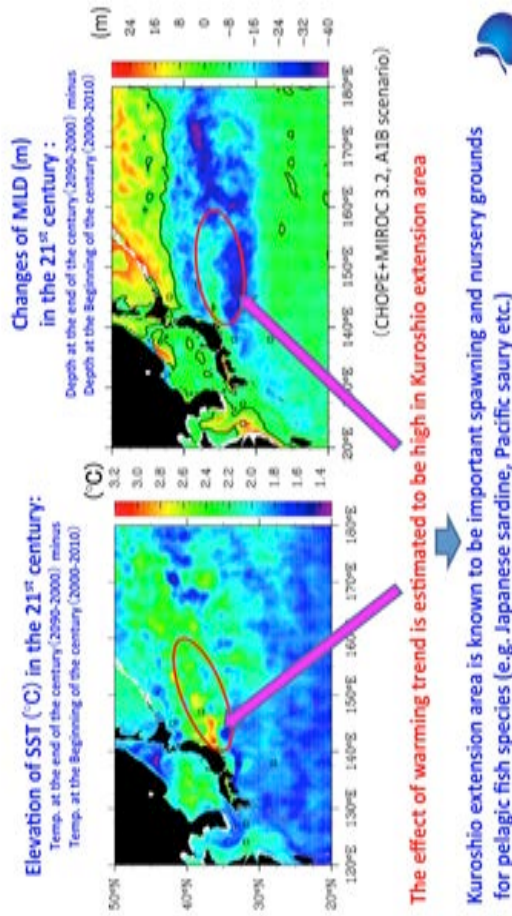 Elevation of SST (°C) in the 21st century:
Temp. at the end of the century(2090-2000) minus
Temp. at the Beginning of the century(2000-2010)
(°C)
50°N
40°N
30°N
20°N
120°E 130°E 140°E 150°E 160°E 170°E 180°E
3.2
3.0
2.8
2.6
2.4
2.2
2.0
1.8
1.6
1.4
Changes of MLD (m)
in the 21st century :
Depth at the end of the century(2090-2000) minus
Depth at the Beginning of the century(2000-2010)
(m)
20°E 130°E 140°E 150°E 160°E 170°E 180°E
24
16
8
0
-8
-16
-24
-32
-40
(CHOPE+MIROC 3.2, A1B scenario)
The effect of warming trend is estimated to be high in Kuroshio extension area
Kuroshio extension area is known to be important spawning and nursery grounds
for pelagic fish species (e.g. Japanese sardine, Pacific saury etc.)